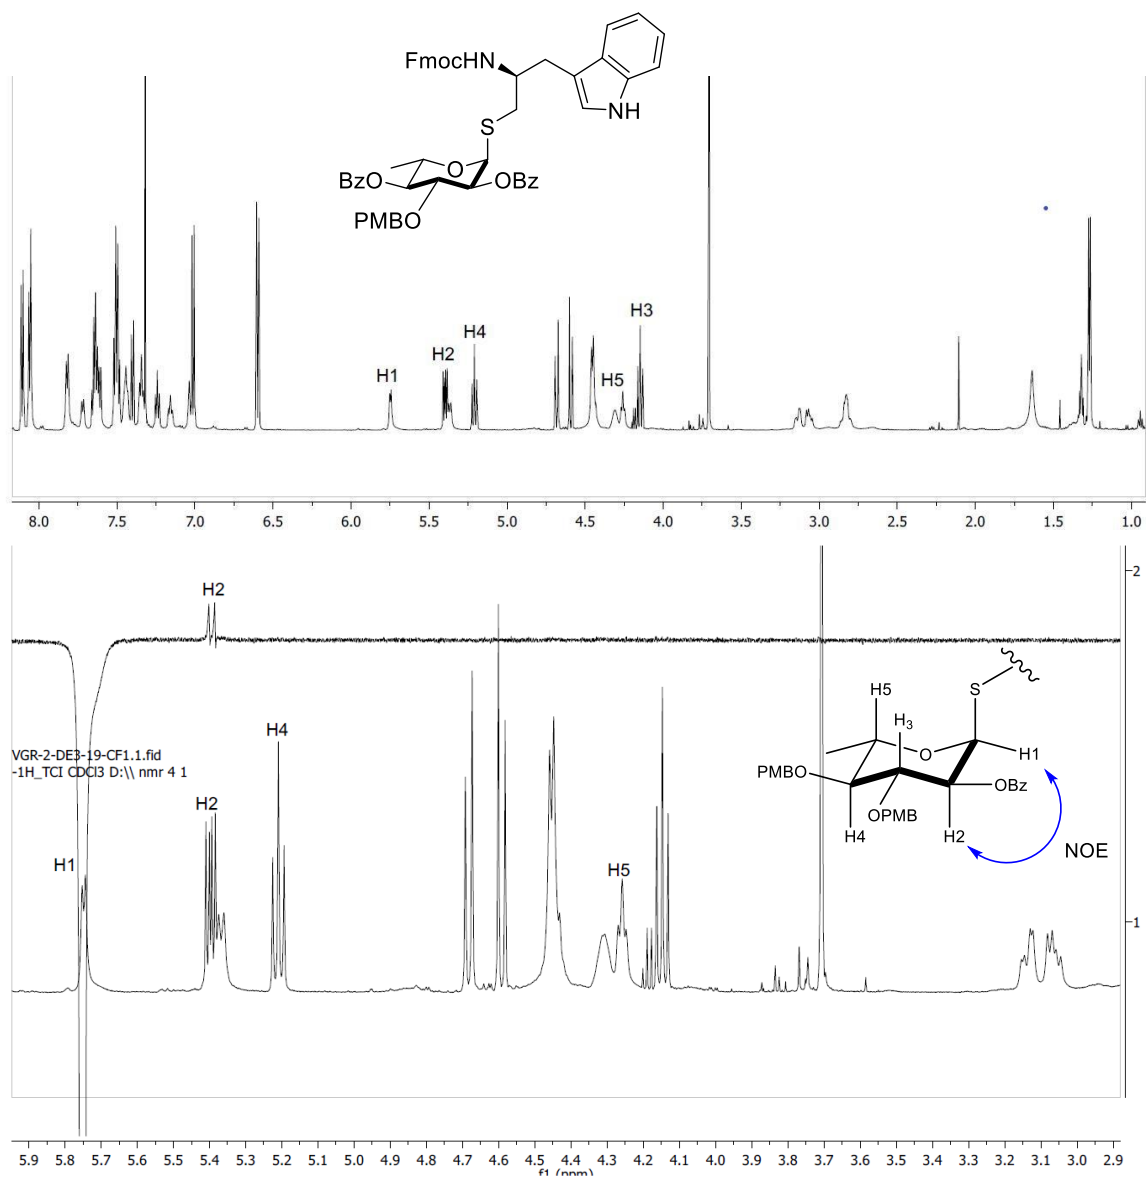 FmocHN
NH
S
O
BzO
OBz
PMBO
H1
H2
H4
H5
H3
8.0 7.5 7.0 6.5 6.0 5.5 5.0 4.5 4.0 3.5 3.0 2.5 2.0 1.5 1.0
2
H2
S
H5
H3
O
H1
PMBO
OBz
OPMB
H4
H2
NOE
VGR-2-DE3-19-CF1.1.fid
-1H_TCI CDCl3 D:\\ nmr 4 1
H4
H2
H1
H5
1
5.9 5.8 5.7 5.6 5.5 5.4 5.3 5.2 5.1 5.0 4.9 4.8 4.7 4.6 4.5 4.4 4.3 4.2 4.1 4.0 3.9 3.8 3.7 3.6 3.5 3.4 3.3 3.2 3.1 3.0 2.9
f1 (ppm)